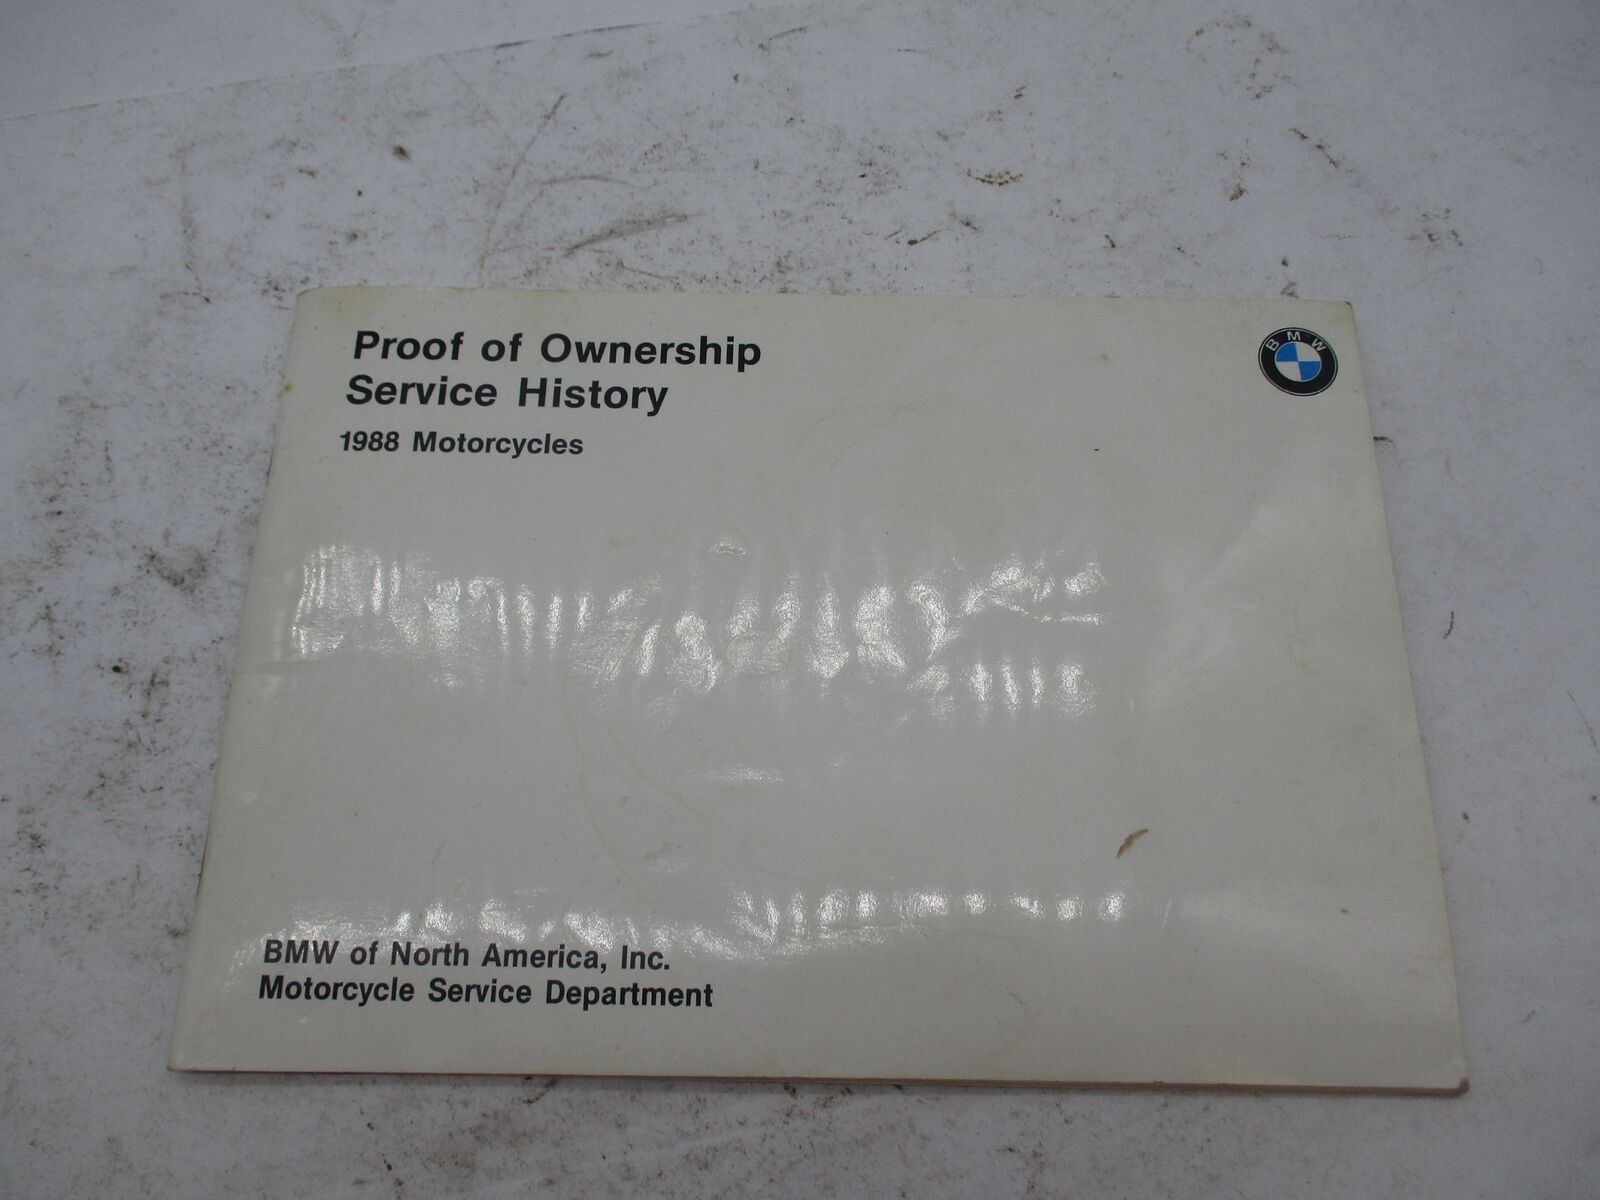 Proof of Ownership
Service History
1988 Motorcycles
BMW
BMW of North America, Inc.
Motorcycle Service Department